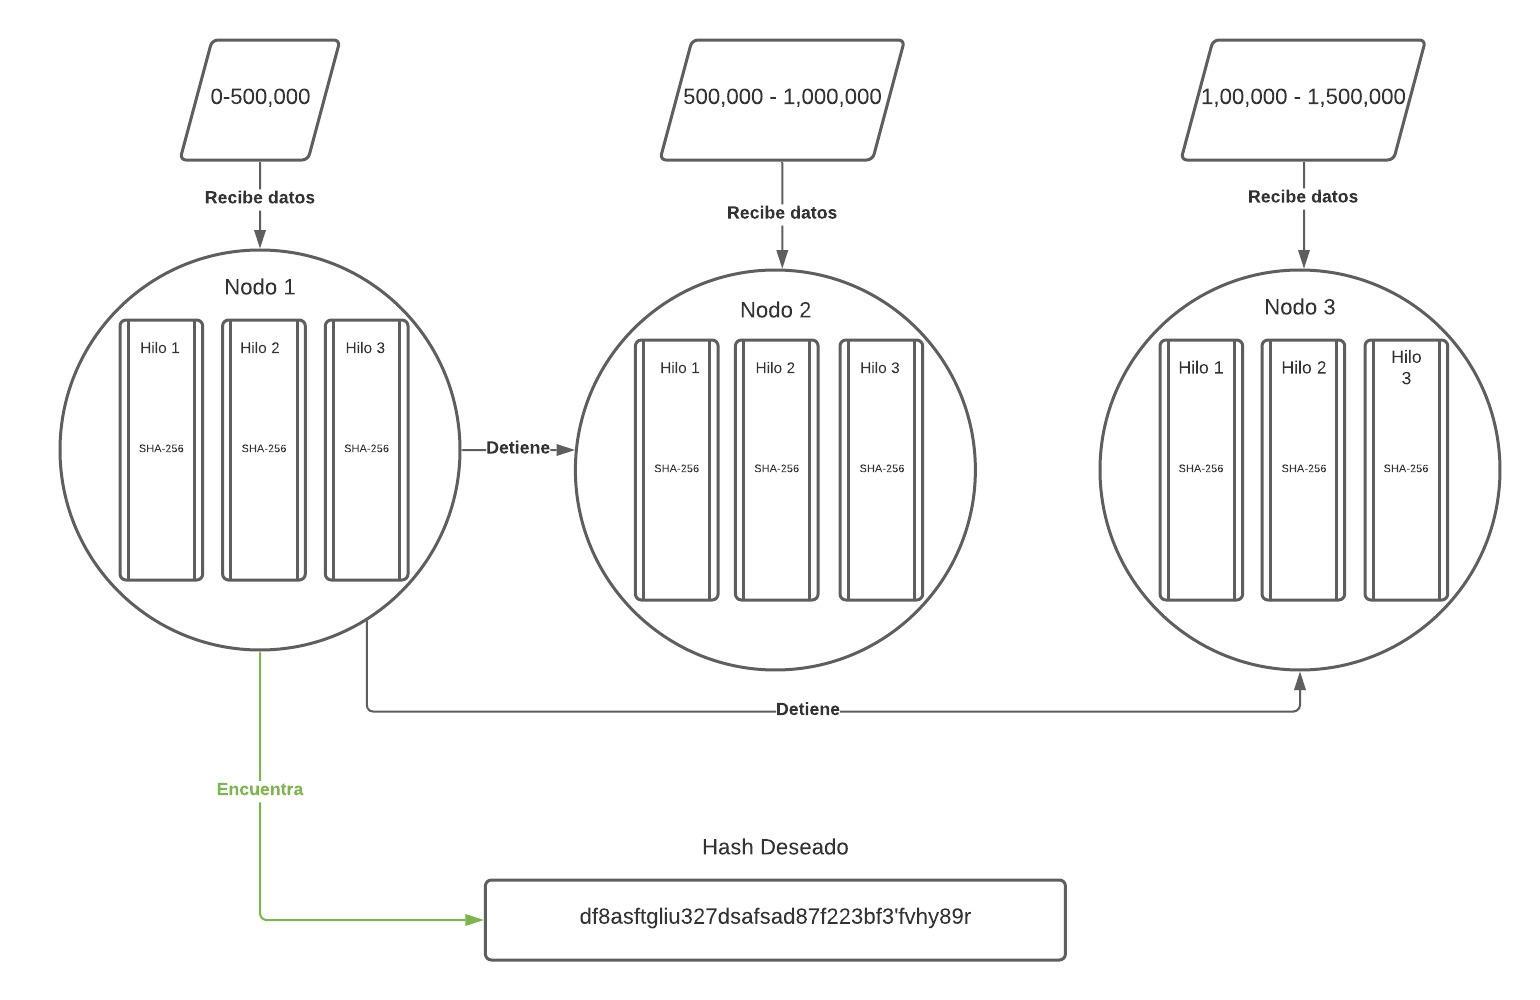 0-500,000
500,000 - 1,000,000
1,00,000 - 1,500,000
Recibe datos
Recibe datos
Recibe datos
Nodo 1
Hilo 1
Hilo 2
Hilo 3
SHA-256
SHA-256
SHA-256
Detiene
Nodo 2
Hilo 1
Hilo 2
Hilo 3
SHA-256
SHA-256
SHA-256
Nodo 3
Hilo 1
Hilo 2
Hilo
3
SHA-256
SHA-256
SHA-256
Detiene
Encuentra
Hash Deseado
df8asftgliu327dsafsad87f223bf3'fvhy89r